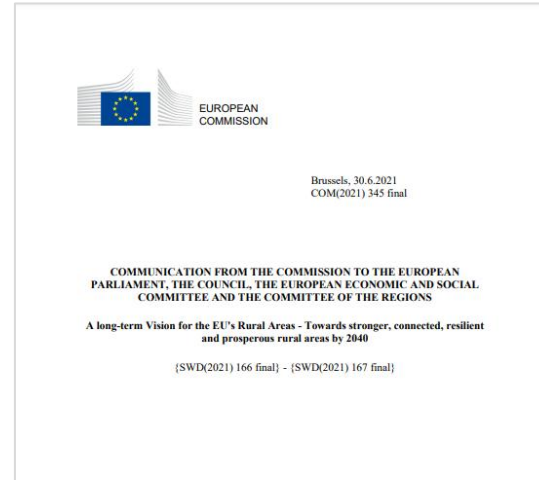 EUROPEAN
COMMISSION
Brussels, 30.6.2021
COM(2021) 345 final
COMMUNICATION FROM THE COMMISSION TO THE EUROPEAN
PARLIAMENT, THE COUNCIL, THE EUROPEAN ECONOMIC AND SOCIAL
COMMITTEE AND THE COMMITTEE OF THE REGIONS
A long-term Vision for the EU's Rural Areas - Towards stronger, connected, resilient
and prosperous rural areas by 2040
{SWD(2021) 166 final} - {SWD(2021) 167 final}